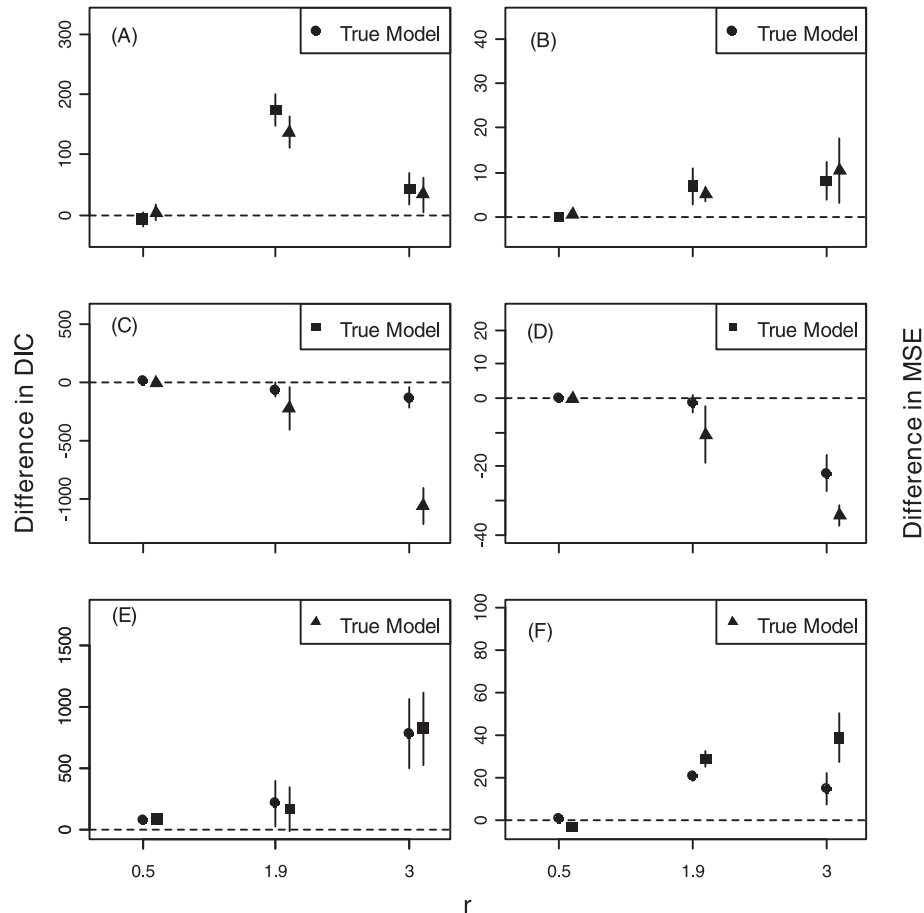 (A)
True Model
300
200
100
0
(B)
True Model
40
30
20
10
0
Difference in DIC
(C)
True Model
500
0
-500
-1000
(D)
True Model
20
0
-20
-40
Difference in MSE
(E)
True Model
1500
1000
500
0
0.5
1.9
3
(F)
True Model
100
80
60
40
20
0
0.5
1.9
3
r